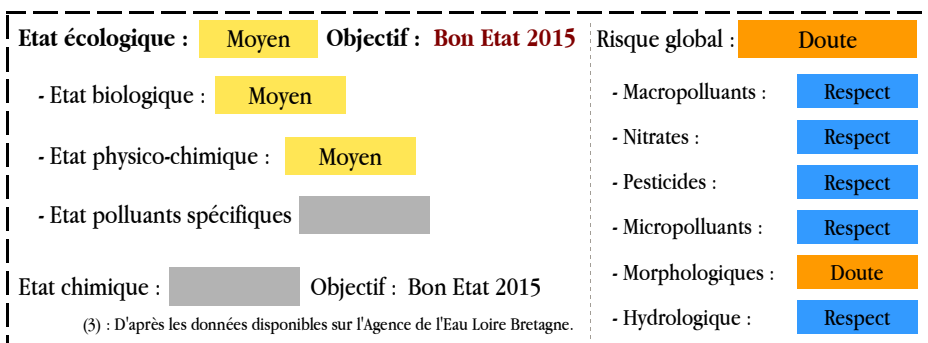 Etat écologique : Moyen Objectif : Bon Etat 2015
- Etat biologique : Moyen
- Etat physico-chimique : Moyen
- Etat polluants spécifiques
Etat chimique : Objectif : Bon Etat 2015
(3) : D'après les données disponibles sur l'Agence de l'Eau Loire Bretagne.
Risque global : Doute
- Macropolluants : Respect
- Nitrates : Respect
- Pesticides : Respect
- Micropolluants : Respect
- Morphologiques : Doute
- Hydrologique : Respect